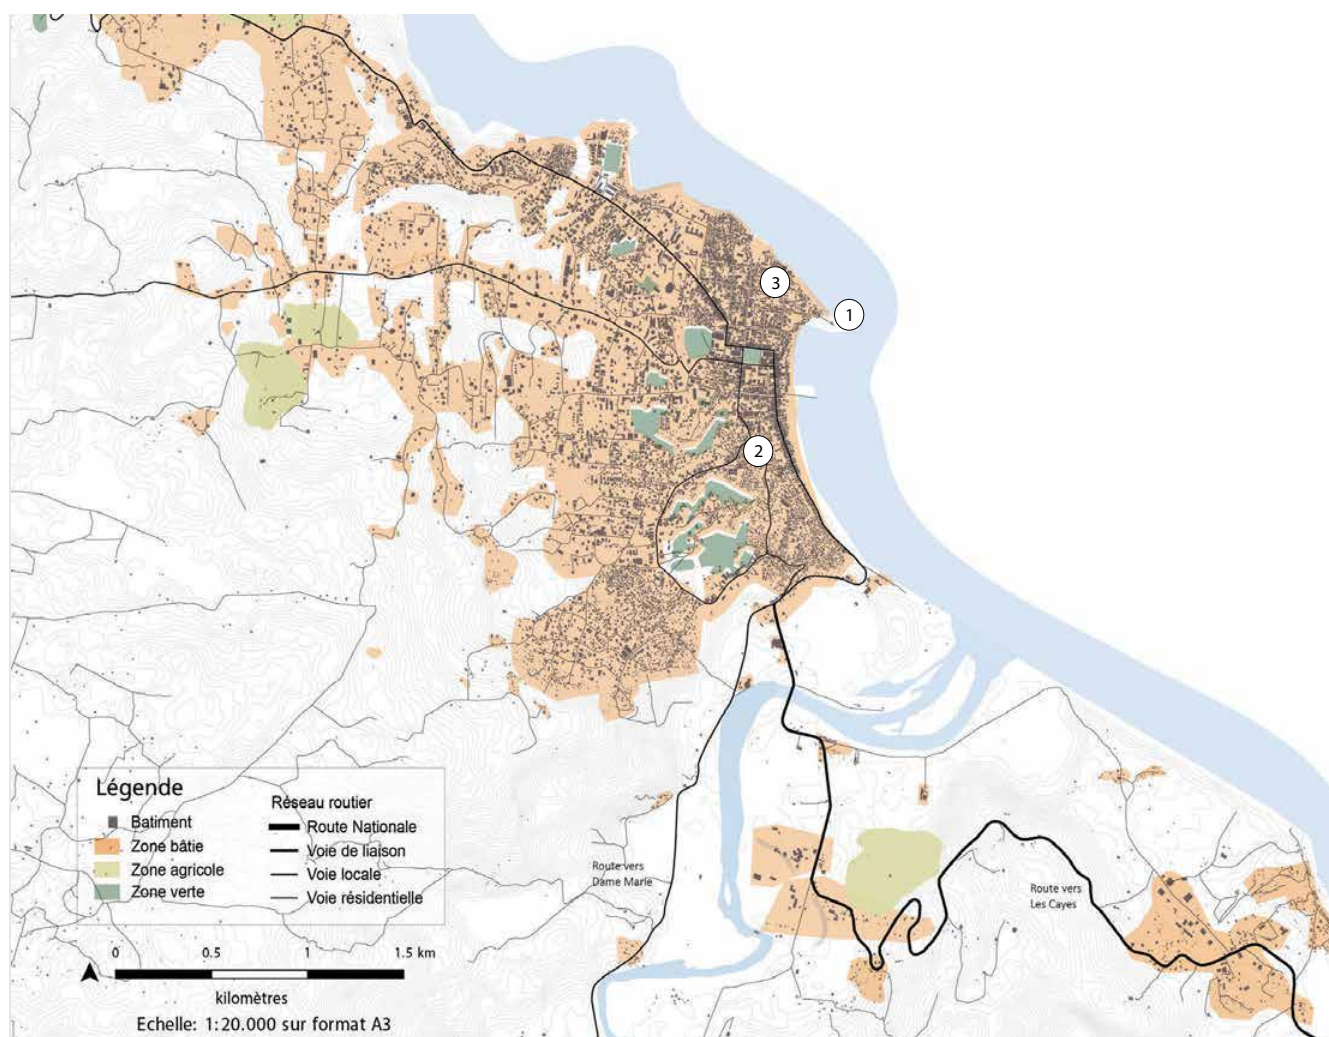 3
1
2
Légende
Batiment
Zone bâtie
Zone agricole
Zone verte
Réseau routier
Route Nationale
Voie de liaison
Voie locale
Voie résidentielle
Route vers
Dame Marie
Route vers
Les Cayes
0 0.5 1 1.5 km
kilomètres
Echelle: 1:20.000 sur format A3